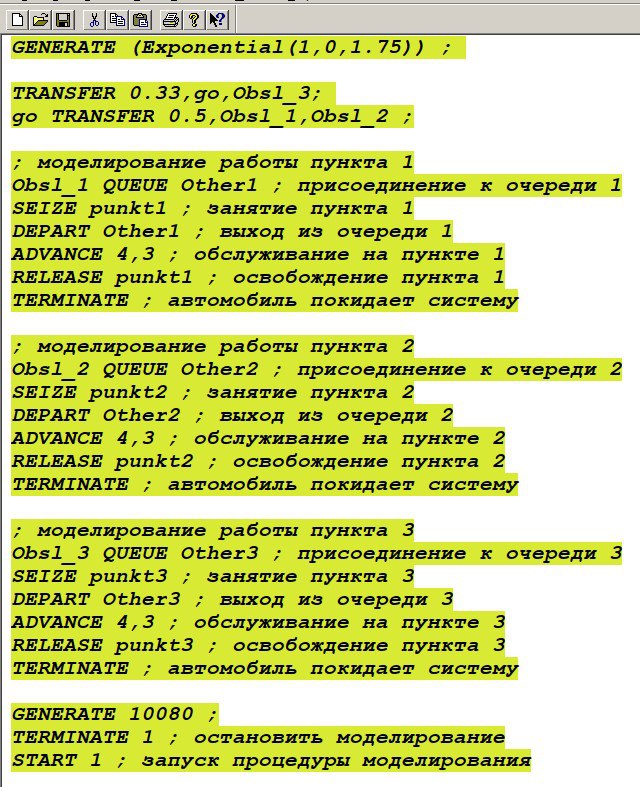 GENERATE (Exponential(1,0,1.75)) ;
TRANSFER 0.33,go,Obsl_3;
go TRANSFER 0.5,Obsl_1,Obsl_2 ;
; моделирование работы пункта 1
Obsl_1 QUEUE Other1 ; присоединение к очереди 1
SEIZE punkt1 ; занятие пункта 1
DEPART Other1 ; выход из очереди 1
ADVANCE 4,3 ; обслуживание на пункте 1
RELEASE punkt1 ; освобождение пункта 1
TERMINATE ; автомобиль покидает систему
; моделирование работы пункта 2
Obsl_2 QUEUE Other2 ; присоединение к очереди 2
SEIZE punkt2 ; занятие пункта 2
DEPART Other2 ; выход из очереди 2
ADVANCE 4,3 ; обслуживание на пункте 2
RELEASE punkt2 ; освобождение пункта 2
TERMINATE ; автомобиль покидает систему
; моделирование работы пункта 3
Obsl_3 QUEUE Other3 ; присоединение к очереди 3
SEIZE punkt3 ; занятие пункта 3
DEPART Other3 ; выход из очереди 3
ADVANCE 4,3 ; обслуживание на пункте 3
RELEASE punkt3 ; освобождение пункта 3
TERMINATE ; автомобиль покидает систему
GENERATE 10080 ;
TERMINATE 1 ; остановить моделирование
START 1 ; запуск процедуры моделирования